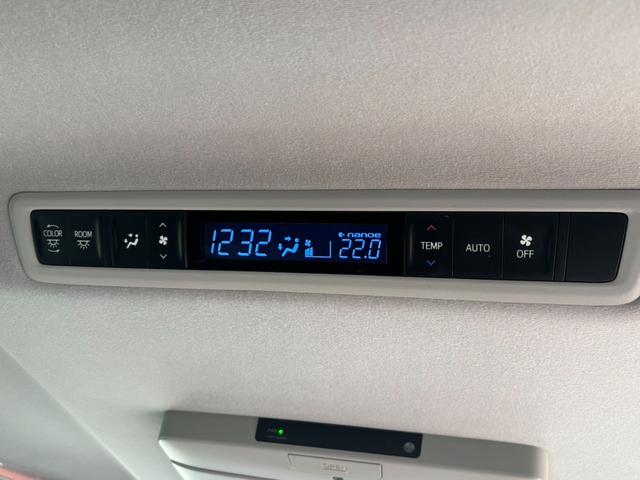 COLOR
ROOM
1232
nanoe
22.0
TEMP
AUTO
OFF